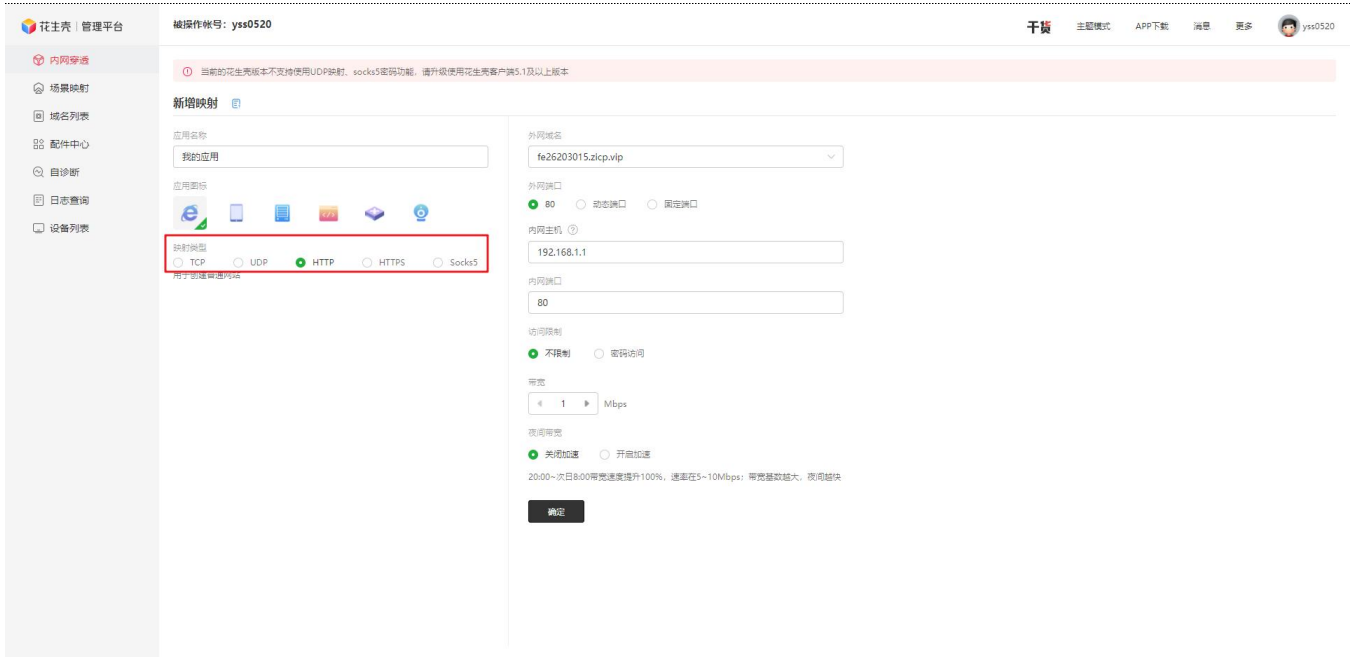 花生壳 管理平台
被操作帐号：yss0520
干货 主题模式 APP下载 消息 更多 yss0520
内网穿透
场景映射
域名列表
配件中心
自诊断
日志查询
设备列表
当前的花生壳版本不支持使用UDP映射、socks5密码功能，请升级使用花生壳客户端5.1及以上版本
新增映射
应用名称
我的应用
应用图标
映射类型
TCP UDP HTTP HTTPS Socks5
用于创建普通网站
外网域名
fe26203015.zicp.vip
外网端口
80 动态端口 固定端口
内网主机 ?
192.168.1.1
内网端口
80
访问限制
不限制 密码访问
带宽
1 Mbps
夜间带宽
关闭加速 开启加速
20:00~次日8:00带宽速度提升100%，速率在5~10Mbps；带宽基数越大，夜间越快
确定